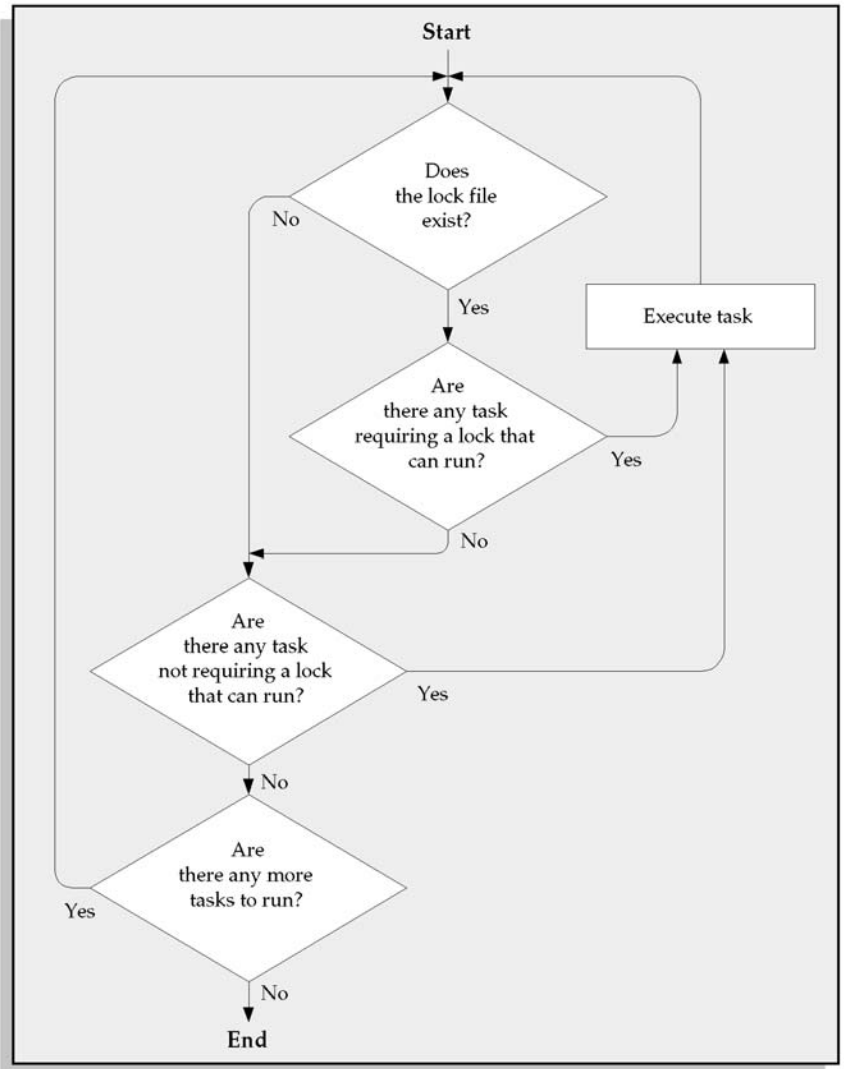 Start
Does
the lock file
exist?
No
Yes
Execute task
Are
there any task
requiring a lock that
can run?
Yes
No
Are
there any task
not requiring a lock
that can run?
Yes
No
Are
there any more
tasks to run?
Yes
No
End